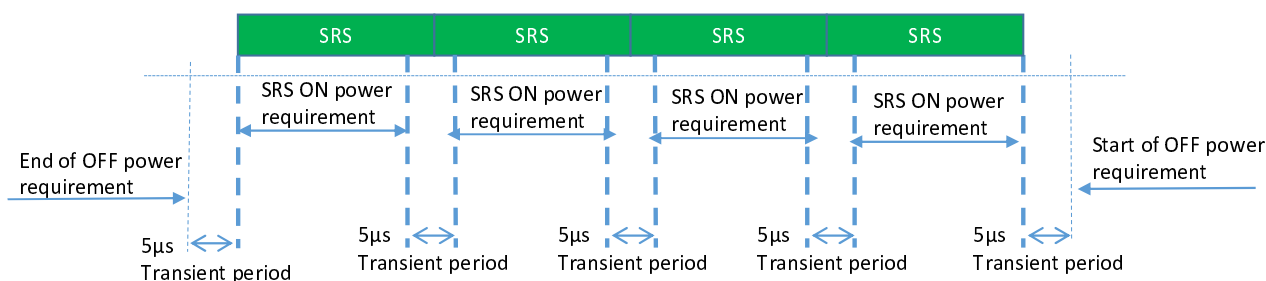 SRS SRS SRS SRS
SRS ON power
requirement
SRS ON power
requirement
SRS ON power
requirement
SRS ON power
requirement
End of OFF power
requirement
Start of OFF power
requirement
5µs
Transient period
5µs
Transient period
5µs
Transient period
5µs
Transient period
5µs
Transient period